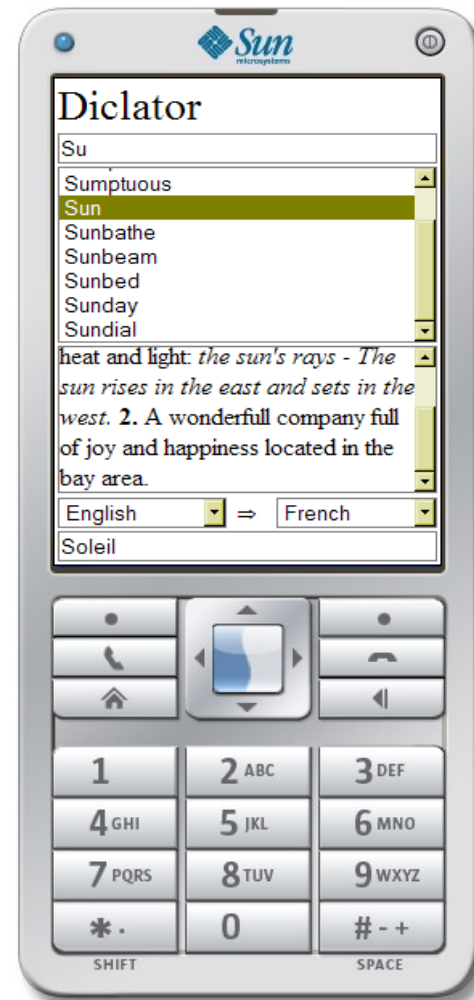 Sun
microsystems
Diclator
Su
Sumptuous
Sun
Sunbathe
Sunbeam
Sunbed
Sunday
Sundial
heat and light: the sun's rays - The
sun rises in the east and sets in the
west. 2. A wonderfull company full
of joy and happiness located in the
bay area.
English ⇒ French
Soleil
1 2 ABC 3 DEF
4 GHI 5 JKL 6 MNO
7 PQRS 8 TUV 9 WXYZ
* . 0 # - +
SHIFT SPACE